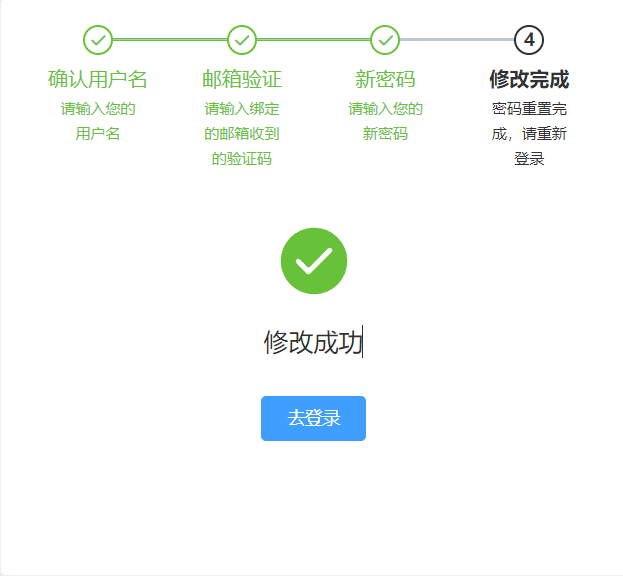 4
确认用户名
邮箱验证
新密码
修改完成
请输入您的
用户名
请输入绑定
的邮箱收到
的验证码
请输入您的
新密码
密码重置完
成，请重新
登录
修改成功
去登录